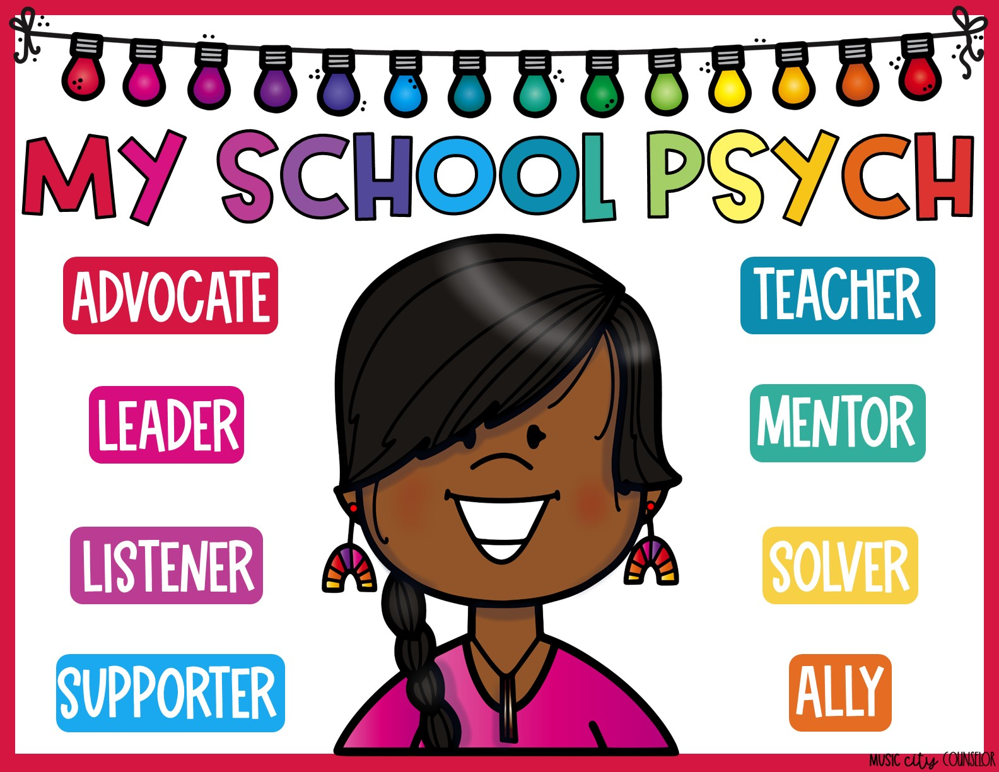 MY SCHOOL PSYCH
ADVOCATE
LEADER
LISTENER
SUPPORTER
TEACHER
MENTOR
SOLVER
ALLY
MUSIC city COUNSELOR